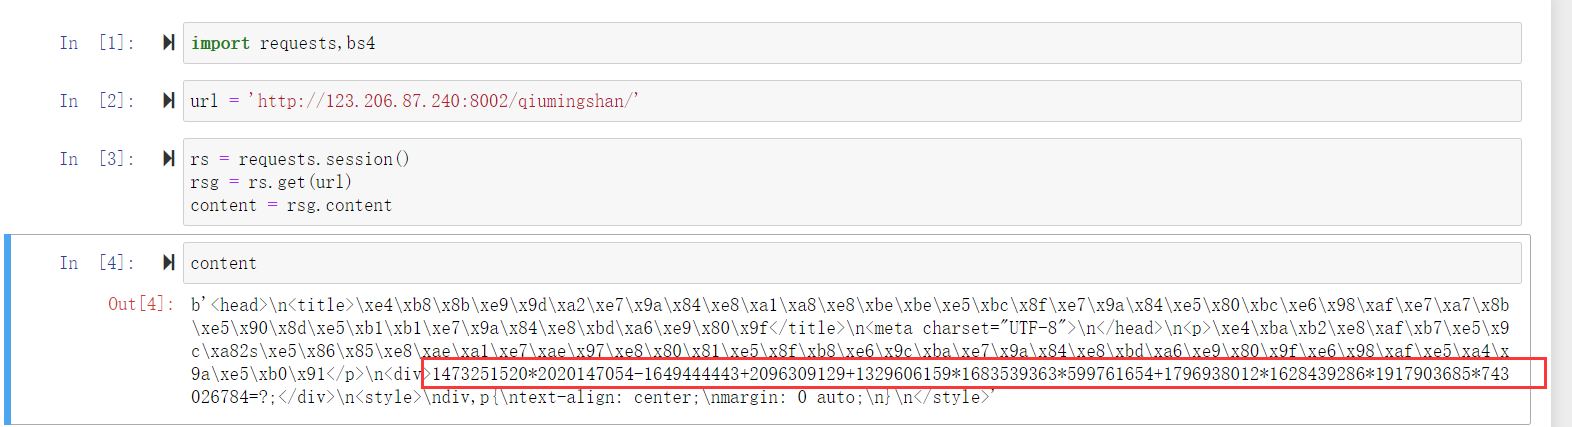 In [1]: import requests,bs4
In [2]: url = 'http://123.206.87.240:8002/qiumingshan/'
In [3]: rs = requests.session()
rsg = rs.get(url)
content = rsg.content
In [4]: content
Out[4]: b'<head>\n<title>\xe4\xb8\x8b\xe9\x9d\xa2\xe7\x9a\x84\xe8\xa1\xa8\xe8\xbe\xbe\xe5\xbc\x8f\xe7\x9a\x84\xe5\x80\xbc\xe6\x98\xaf\xe7\xa7\x8b
\xe5\x90\x8d\xe5\xb1\xb1\xe7\x9a\x84\xe8\xbd\xa6\xe9\x80\x9f</title>\n<meta charset="UTF-8">\n</head>\n<p>\xe4\xba\xb2\xe8\xaf\xb7\xe5\x9
c\xa82s\xe5\x86\x85\xe8\xae\xa1\xe7\xae\x97\xe8\x80\x81\xe5\x8f\xb8\xe6\x9c\xba\xe7\x9a\x84\xe8\xbd\xa6\xe9\x80\x9f\xe6\x98\xaf\xe5\xa4\x
9a\xe5\xb0\x91</p>\n<div>1473251520*2020147054-1649444443+2096309129+1329606159*1683539363*599761654+1796938012*1628439286*1917903685*743
026784=?;</div>\n<style>\ndiv,p{\ntext-align: center;\nmargin: 0 auto;\n}\n</style>'